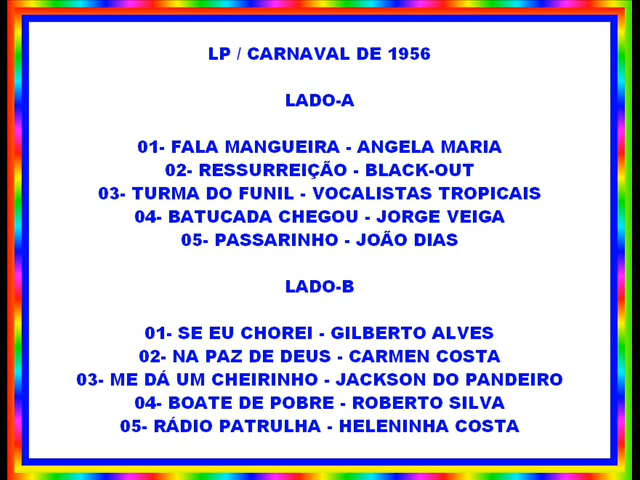 LP / CARNAVAL DE 1956
LADO-A
01- FALA MANGUEIRA - ANGELA MARIA
02- RESSURREIÇÃO - BLACK-OUT
03- TURMA DO FUNIL - VOCALISTAS TROPICAIS
04- BATUCADA CHEGOU - JORGE VEIGA
05- PASSARINHO - JOÃO DIAS
LADO-B
01- SE EU CHOREI - GILBERTO ALVES
02- NA PAZ DE DEUS - CARMEN COSTA
03- ME DÁ UM CHEIRINHO - JACKSON DO PANDEIRO
04- BOATE DE POBRE - ROBERTO SILVA
05- RÁDIO PATRULHA - HELENINHA COSTA